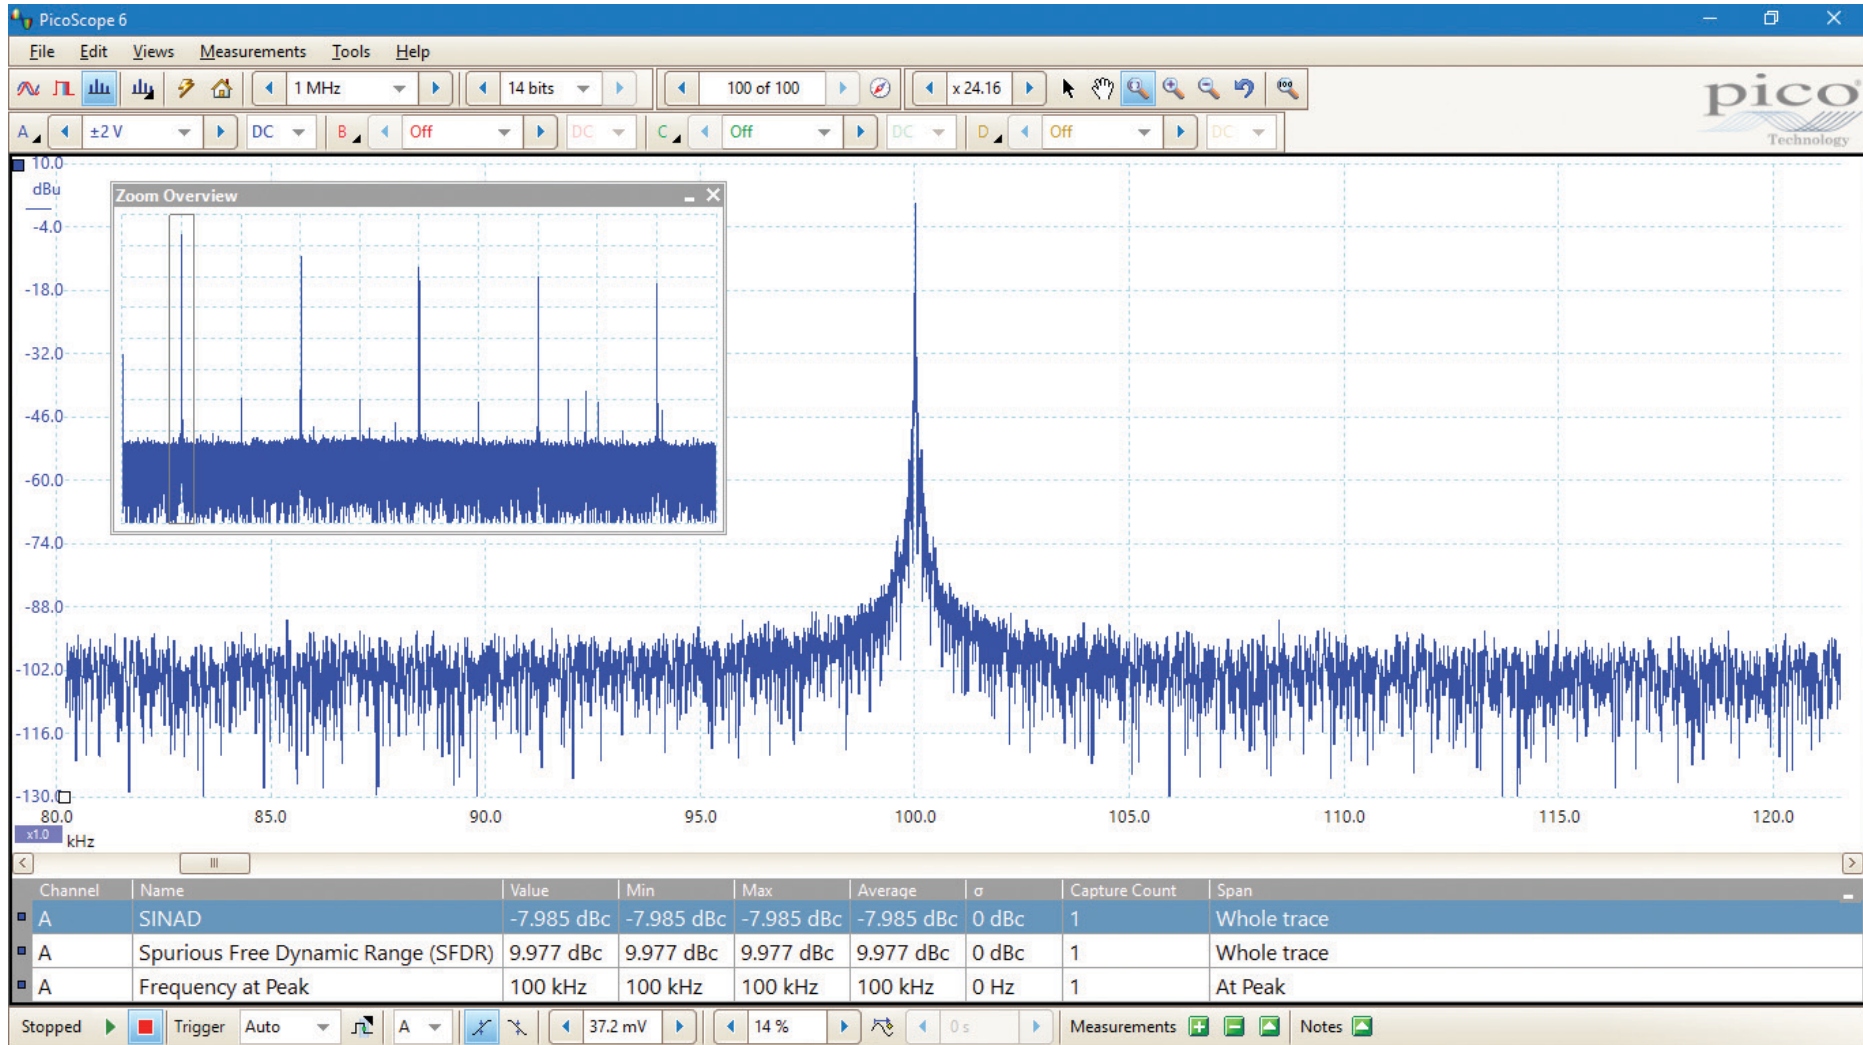 PicoScope 6
File Edit Views Measurements Tools Help
1 MHz 14 bits 100 of 100 x 24.16
pico
Technology
A ±2 V DC B Off DC C Off DC D Off DC
10.0
dBu
Zoom Overview
-4.0
-18.0
-32.0
-46.0
-60.0
-74.0
-88.0
-102.0
-116.0
-130.0
80.0 85.0 90.0 95.0 100.0 105.0 110.0 115.0 120.0
x1.0 kHz
Channel Name Value Min Max Average σ Capture Count Span
A SINAD -7.985 dBc -7.985 dBc -7.985 dBc -7.985 dBc 0 dBc 1 Whole trace
A Spurious Free Dynamic Range (SFDR) 9.977 dBc 9.977 dBc 9.977 dBc 9.977 dBc 0 dBc 1 Whole trace
A Frequency at Peak 100 kHz 100 kHz 100 kHz 100 kHz 0 Hz 1 At Peak
Stopped Trigger Auto A 37.2 mV 14 % 0 s Measurements Notes